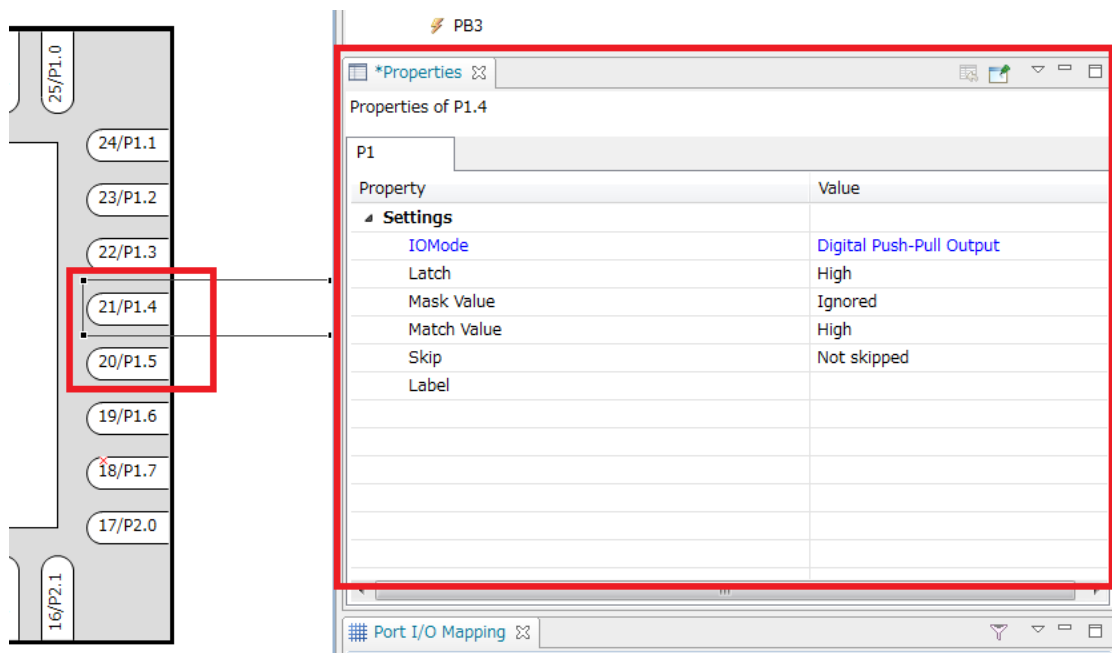 25/P1.0
24/P1.1
23/P1.2
22/P1.3
21/P1.4
20/P1.5
19/P1.6
18/P1.7
17/P2.0
16/P2.1
PB3
*Properties
Properties of P1.4
P1
Property Value
Settings
IOMode Digital Push-Pull Output
Latch High
Mask Value Ignored
Match Value High
Skip Not skipped
Label
Port I/O Mapping